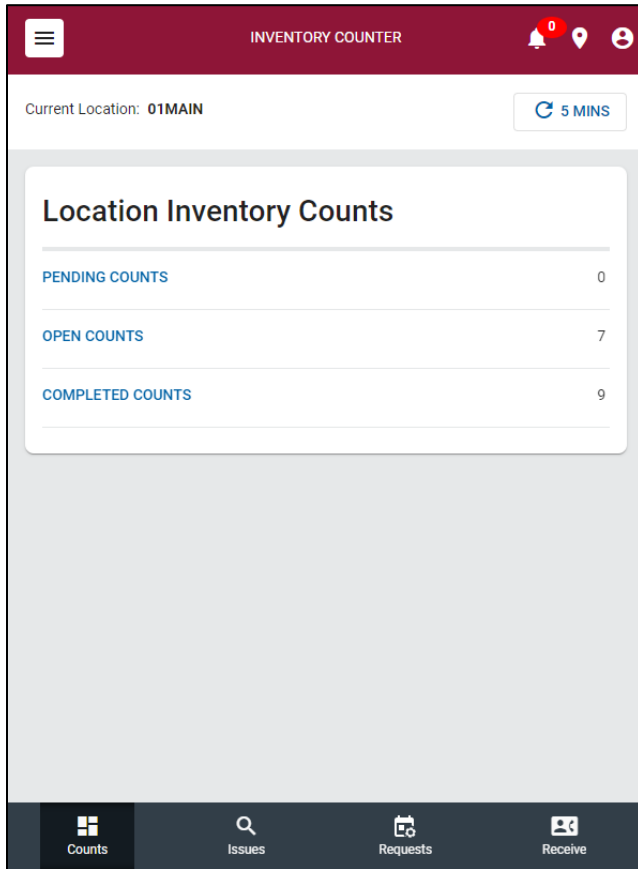 INVENTORY COUNTER
0
Current Location: 01MAIN
5 MINS
Location Inventory Counts
PENDING COUNTS 0
OPEN COUNTS 7
COMPLETED COUNTS 9
Counts Issues Requests Receive